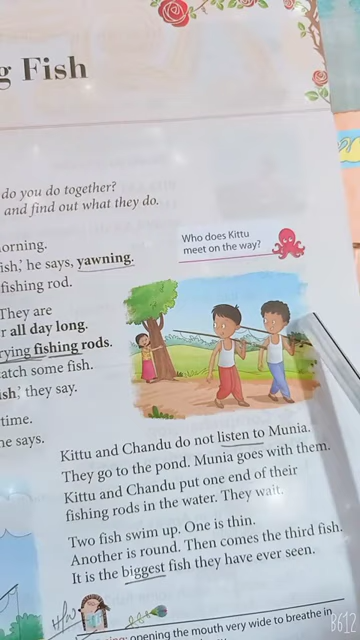 g Fish
do you do together?
and find out what they do.
orning.
ish,' he says, yawning.
fishing rod.
Who does Kittu
meet on the way?
They are
r all day long.
rying fishing rods.
atch some fish.
ish,' they say.
time.
he says.
Kittu and Chandu do not listen to Munia.
They go to the pond. Munia goes with them.
Kittu and Chandu put one end of their
fishing rods in the water. They wait.
Two fish swim up. One is thin.
Another is round. Then comes the third fish.
It is the biggest fish they have ever seen.
H/W
ing: opening the mouth very wide to breathe in
B612